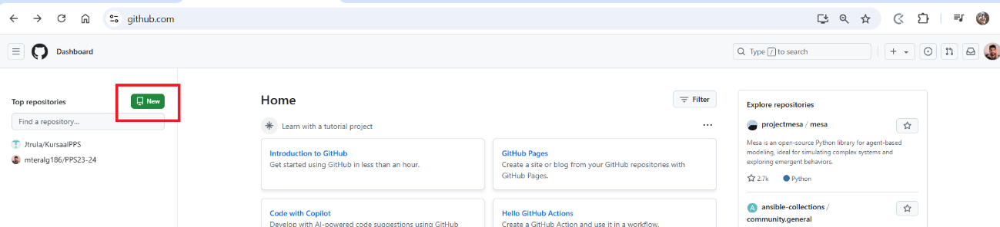 github.com
Dashboard
Type / to search
Top repositories
New
Find a repository...
Jtrula/KursaalPPS
mteralg186/PPS23-24
Home
Filter
Learn with a tutorial project
Introduction to GitHub
Get started using GitHub in less than an hour.
GitHub Pages
Create a site or blog from your GitHub repositories with
GitHub Pages.
Code with Copilot
Develop with AI-powered code suggestions using GitHub
Hello GitHub Actions
Create a GitHub Action and use it in a workflow.
Explore repositories
projectmesa / mesa
Mesa is an open-source Python library for agent-based
modeling, ideal for simulating complex systems and
exploring emergent behaviors.
2.7k
Python
ansible-collections /
community.general